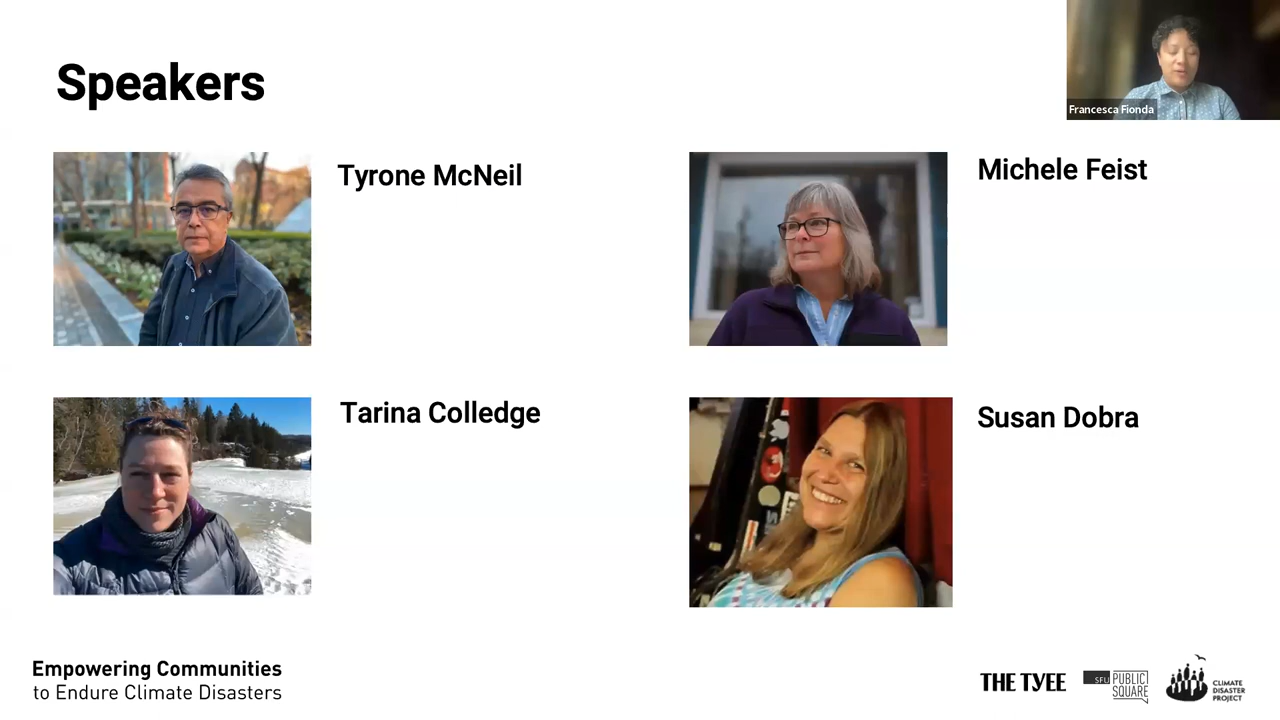 Speakers
Francesca Fionda
Tyrone McNeil
Michele Feist
Tarina Colledge
Susan Dobra
Empowering Communities
to Endure Climate Disasters
THE TYEE
SFU PUBLIC
SQUARE
CLIMATE
DISASTER
PROJECT